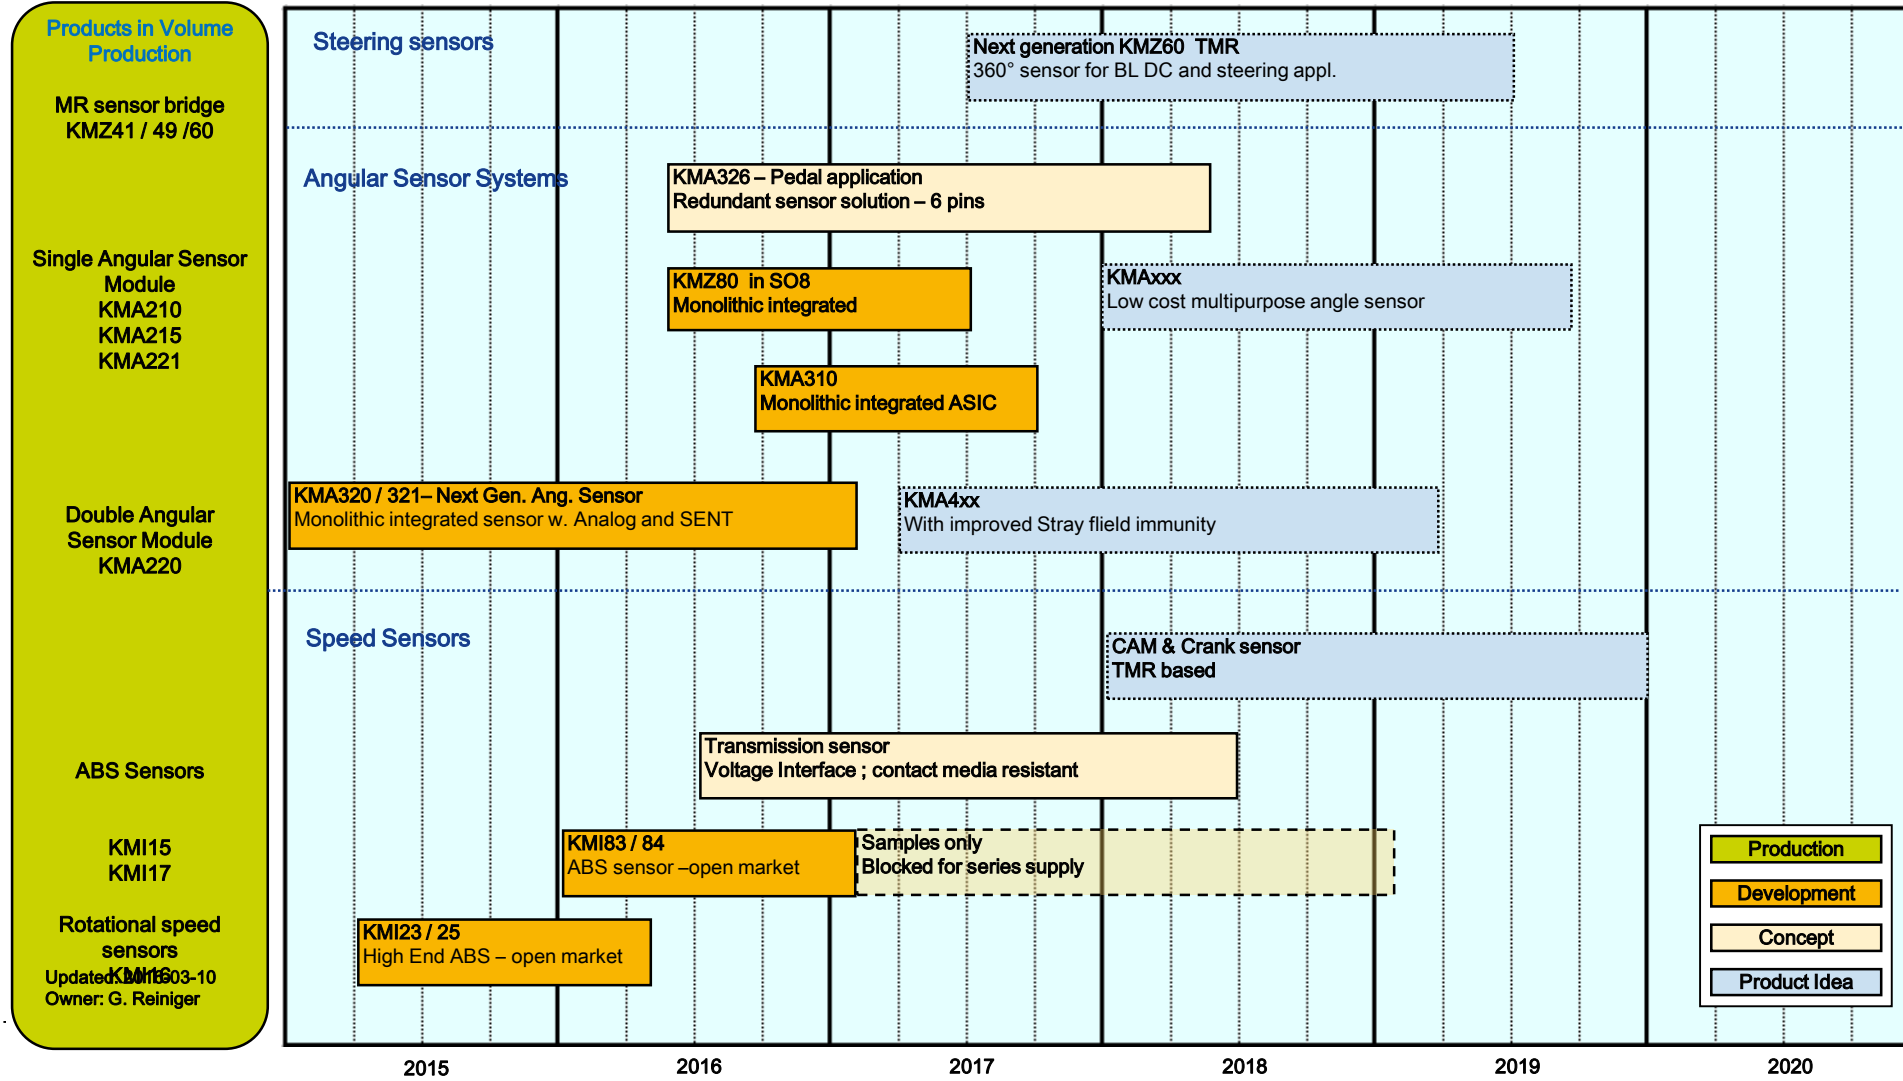 Products in Volume
Production
MR sensor bridge
KMZ41 / 49 /60
Single Angular Sensor
Module
KMA210
KMA215
KMA221
Double Angular
Sensor Module
KMA220
ABS Sensors
KMI15
KMI17
Rotational speed
sensors
KMI16
Updated: 2016-03-10
Owner: G. Reiniger
Steering sensors
Next generation KMZ60 TMR
360° sensor for BL DC and steering appl.
Angular Sensor Systems
KMA326 – Pedal application
Redundant sensor solution – 6 pins
KMZ80 in SO8
Monolithic integrated
KMAxxx
Low cost multipurpose angle sensor
KMA310
Monolithic integrated ASIC
KMA320 / 321– Next Gen. Ang. Sensor
Monolithic integrated sensor w. Analog and SENT
KMA4xx
With improved Stray flield immunity
Speed Sensors
CAM & Crank sensor
TMR based
Transmission sensor
Voltage Interface ; contact media resistant
KMI83 / 84
ABS sensor –open market
Samples only
Blocked for series supply
KMI23 / 25
High End ABS – open market
Production
Development
Concept
Product Idea
2015 2016 2017 2018 2019 2020